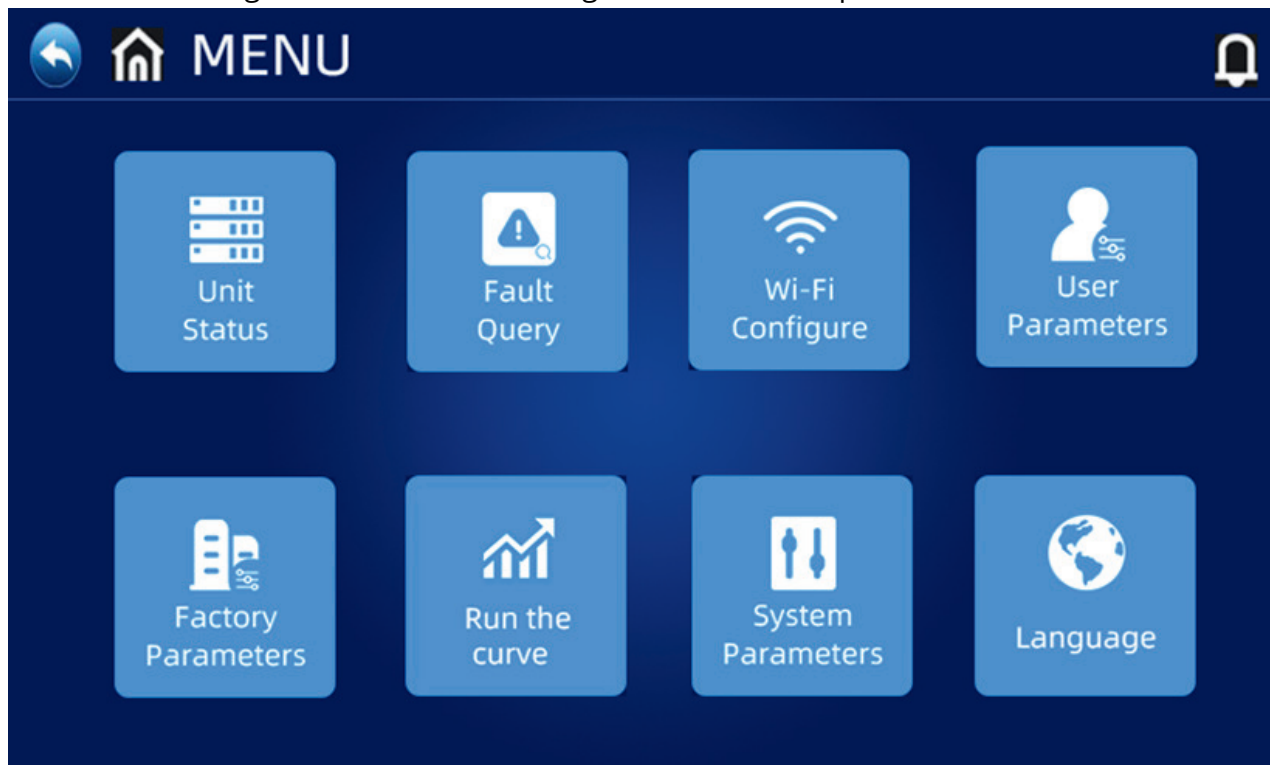 MENU
Unit
Status
Fault
Query
Wi-Fi
Configure
User
Parameters
Factory
Parameters
Run the
curve
System
Parameters
Language